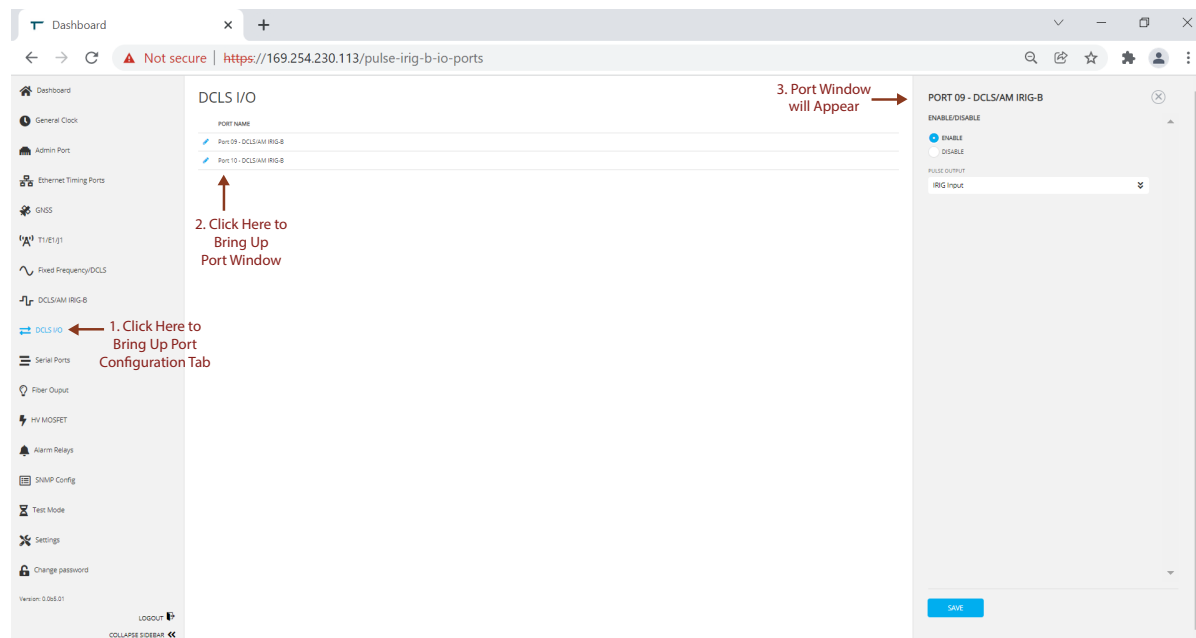 Dashboard
Not secure | https://169.254.230.113/pulse-irig-b-io-ports
Dashboard
General Clock
Admin Port
Ethernet Timing Ports
GNSS
T1/E1/J1
Fixed Frequency/DCLS
DCLS/AM IRIG-B
DCLS I/O
Serial Ports
Fiber Ouput
HV MOSFET
Alarm Relays
SNMP Config
Test Mode
Settings
Change password
Version: 0.0b5.01
LOGOUT
COLLAPSE SIDEBAR
1. Click Here to
Bring Up Port
Configuration Tab
DCLS I/O
PORT NAME
Port 09 - DCLS/AM IRIG-B
Port 10 - DCLS/AM IRIG-B
2. Click Here to
Bring Up
Port Window
3. Port Window
will Appear
PORT 09 - DCLS/AM IRIG-B
ENABLE/DISABLE
ENABLE
DISABLE
PULSE OUTPUT
IRIG Input
SAVE